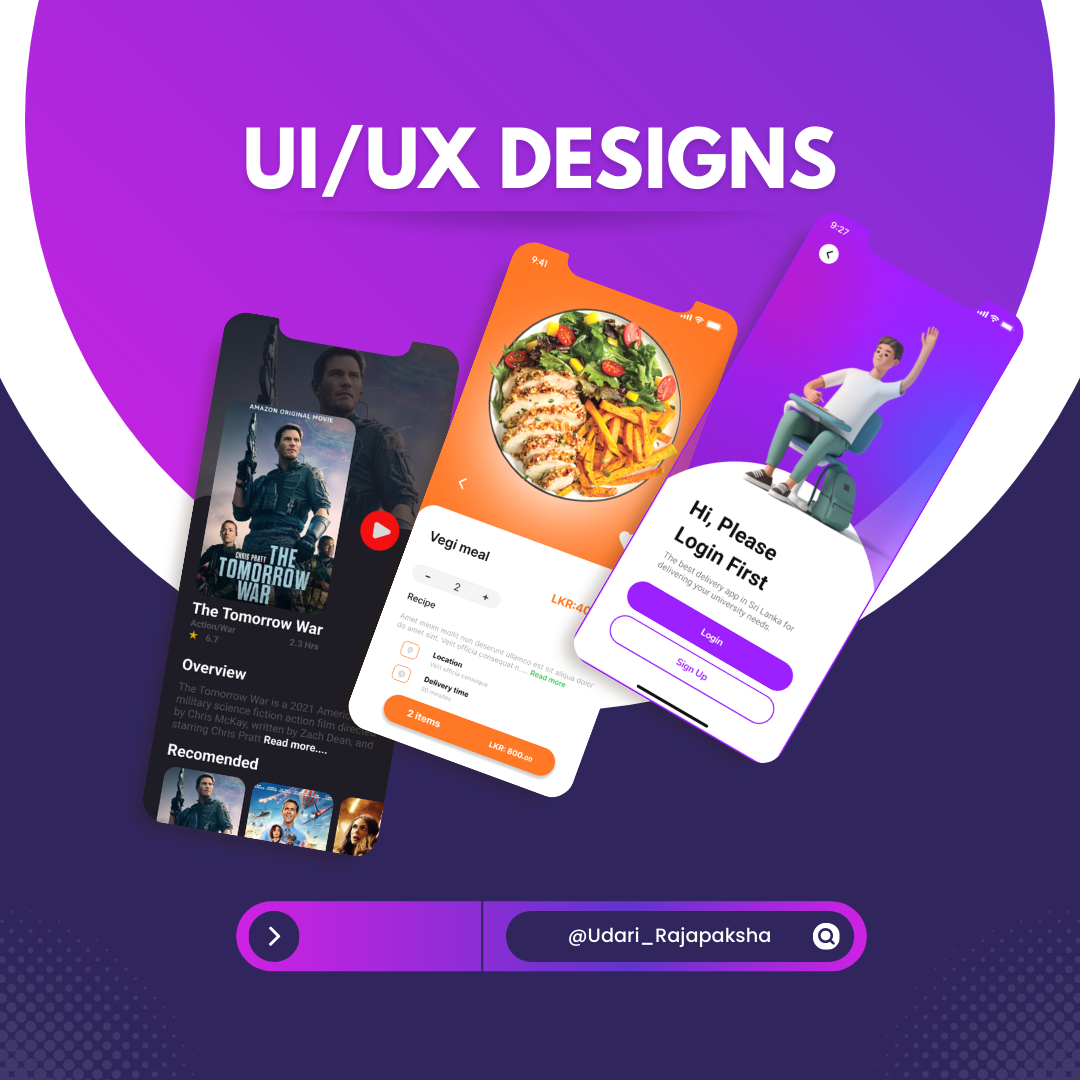 UI/UX DESIGNS
AMAZON ORIGINAL MOVIE
CHRIS PRATT
THE
TOMORROW
WAR
The Tomorrow War
Action/War
6.7
2.3 Hrs
Overview
The Tomorrow War is a 2021 Americ
military science fiction action film directed
by Chris McKay, written by Zach Dean, and
starring Chris Pratt Read more....
Recomended
9:41
Vegi meal
- 2 +
LKR:40
Recipe
Amet minim mollit non deserunt ullamco est sit aliqua dolor
do amet sint. Velit officia consequat n.... Read more
Location
Velit officia consequa
Delivery time
30 minutes
2 items
LKR: 800.00
9:27
Hi, Please
Login First
The best delivery app in Sri Lanka for
delivering your university needs.
Login
Sign Up
@Udari_Rajapaksha